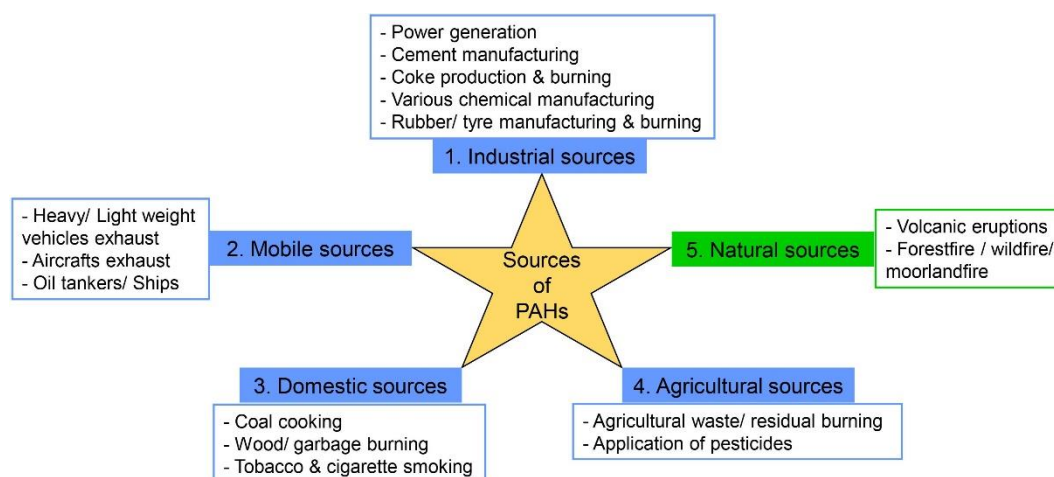 - Power generation
- Cement manufacturing
- Coke production & burning
- Various chemical manufacturing
- Rubber/ tyre manufacturing & burning
1. Industrial sources
- Heavy/ Light weight
vehicles exhaust
- Aircrafts exhaust
- Oil tankers/ Ships
2. Mobile sources
Sources
of
PAHs
5. Natural sources
- Volcanic eruptions
- Forestfire / wildfire/
moorlandfire
3. Domestic sources
- Coal cooking
- Wood/ garbage burning
- Tobacco & cigarette smoking
4. Agricultural sources
- Agricultural waste/ residual burning
- Application of pesticides